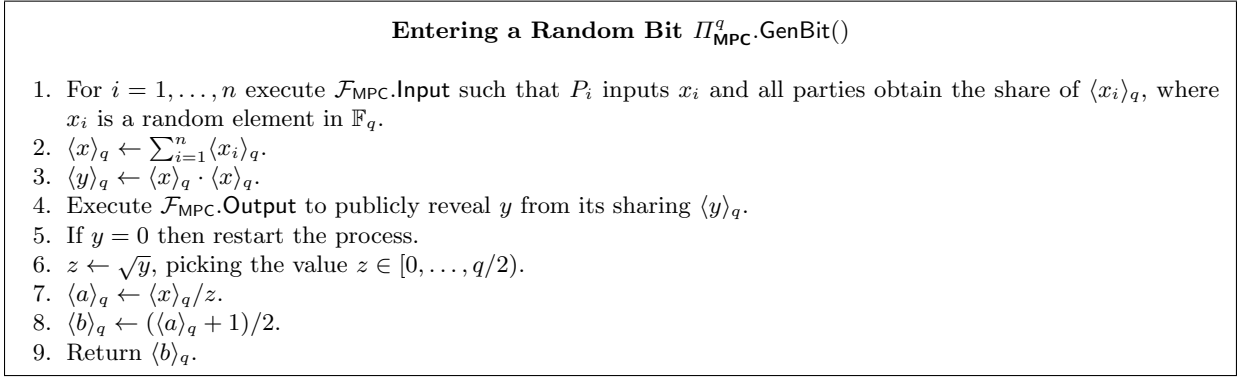 Entering a Random Bit Π^q_MPC.GenBit()
1. For i = 1, . . . , n execute ℱ_MPC.Input such that P_i inputs x_i and all parties obtain the share of ⟨x_i⟩_q, where
x_i is a random element in 𝔽_q.
2. ⟨x⟩_q ← ∑_{i=1}^n ⟨x_i⟩_q.
3. ⟨y⟩_q ← ⟨x⟩_q · ⟨x⟩_q.
4. Execute ℱ_MPC.Output to publicly reveal y from its sharing ⟨y⟩_q.
5. If y = 0 then restart the process.
6. z ← √y, picking the value z ∈ [0, . . . , q/2).
7. ⟨a⟩_q ← ⟨x⟩_q/z.
8. ⟨b⟩_q ← (⟨a⟩_q + 1)/2.
9. Return ⟨b⟩_q.